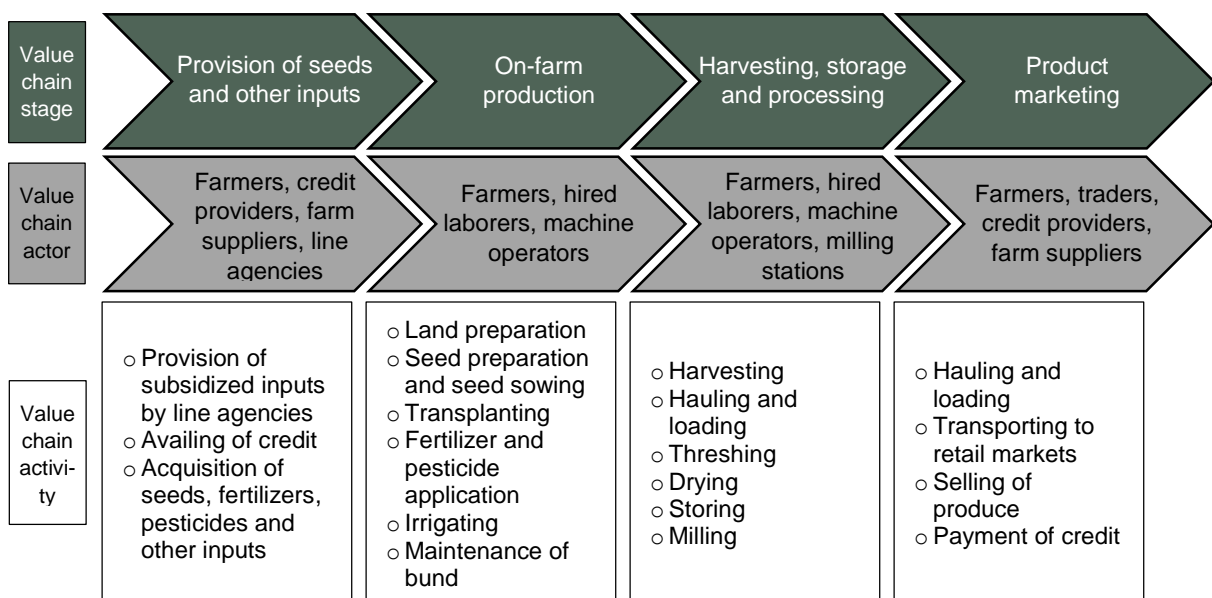 Value
chain
stage
Provision of seeds
and other inputs
On-farm
production
Harvesting, storage
and processing
Product
marketing
Value
chain
actor
Farmers, credit
providers, farm
suppliers, line
agencies
Farmers, hired
laborers, machine
operators
Farmers, hired
laborers, machine
operators, milling
stations
Farmers, traders,
credit providers,
farm suppliers
Value
chain
activi-
ty
o Provision of
subsidized inputs
by line agencies
o Availing of credit
o Acquisition of
seeds, fertilizers,
pesticides and
other inputs
o Land preparation
o Seed preparation
and seed sowing
o Transplanting
o Fertilizer and
pesticide
application
o Irrigating
o Maintenance of
bund
o Harvesting
o Hauling and
loading
o Threshing
o Drying
o Storing
o Milling
o Hauling and
loading
o Transporting to
retail markets
o Selling of
produce
o Payment of credit